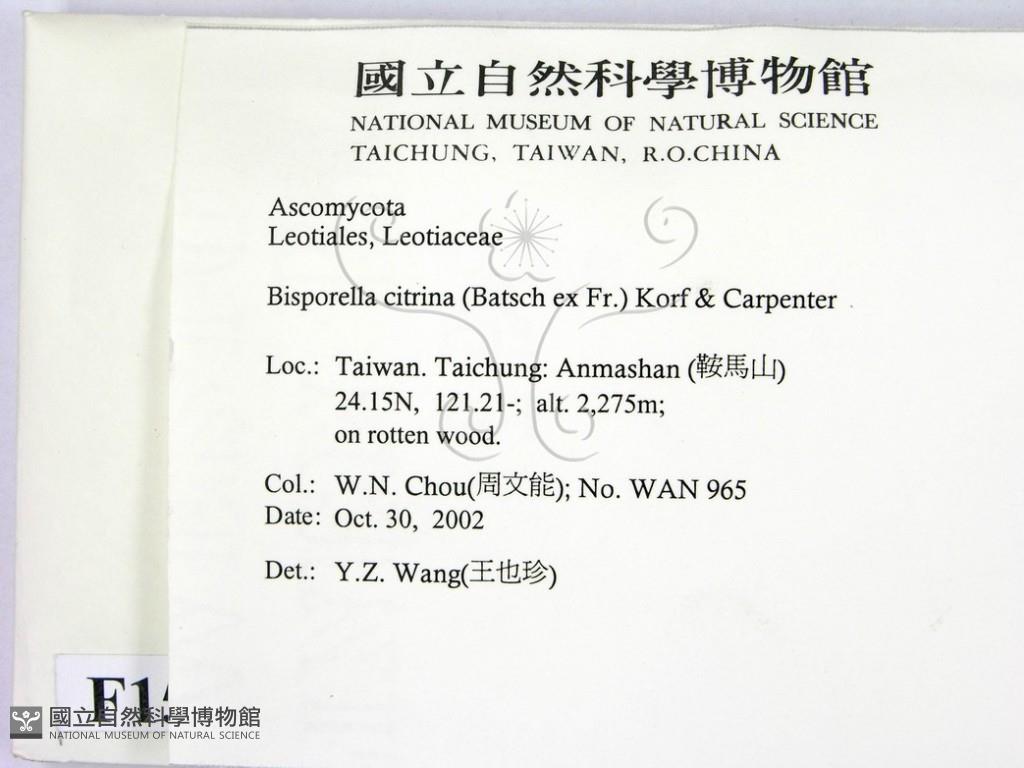 國立自然科學博物館
NATIONAL MUSEUM OF NATURAL SCIENCE
TAICHUNG, TAIWAN, R.O.CHINA
Ascomycota
Leotiales, Leotiaceae
Bisporella citrina (Batsch ex Fr.) Korf & Carpenter
Loc.: Taiwan. Taichung: Anmashan (鞍馬山)
24.15N, 121.21-; alt. 2,275m;
on rotten wood.
Col.: W.N. Chou(周文能); No. WAN 965
Date: Oct. 30, 2002
Det.: Y.Z. Wang(王也珍)
國立自然科學博物館
NATIONAL MUSEUM OF NATURAL SCIENCE